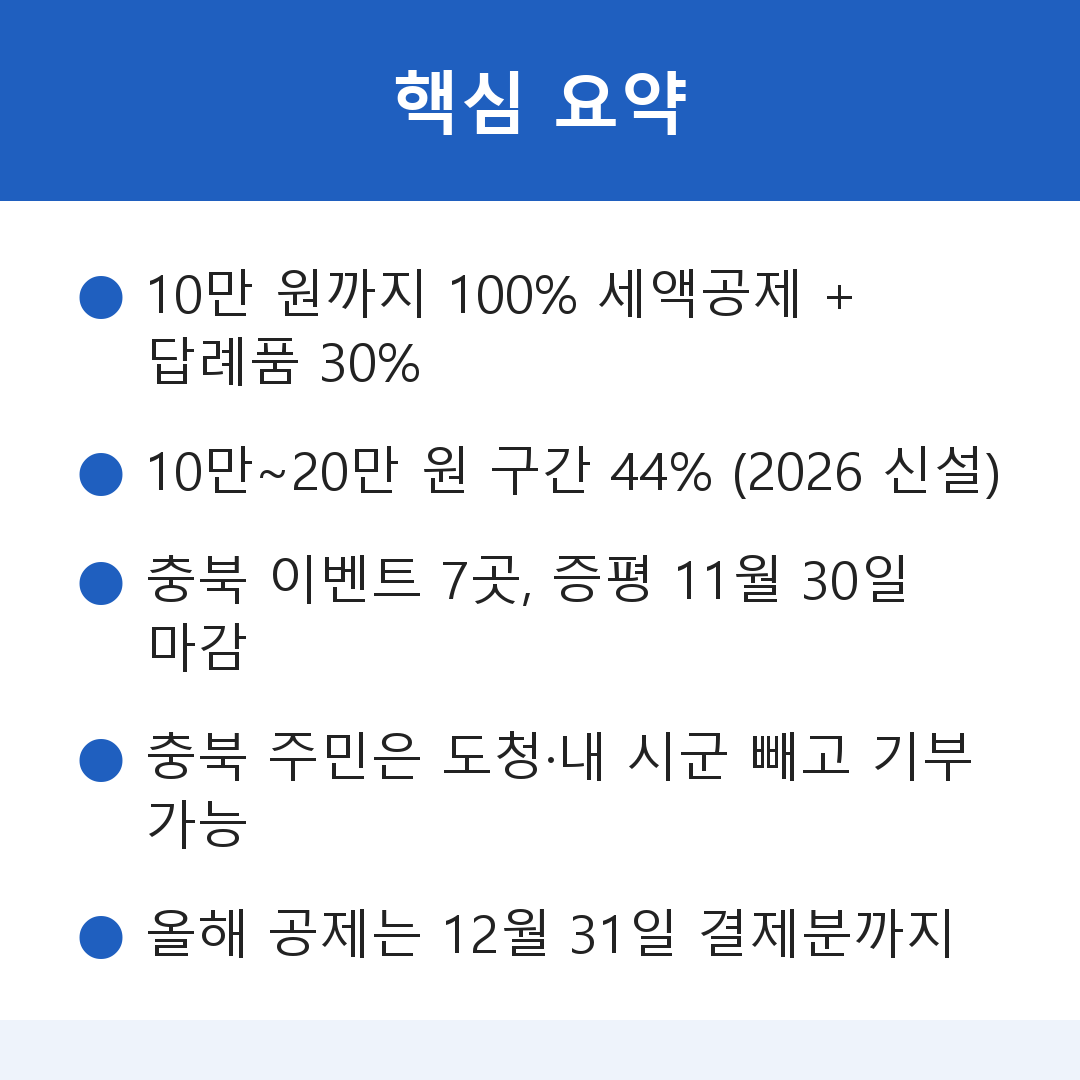 핵심 요약
10만 원까지 100% 세액공제 +
답례품 30%
10만~20만 원 구간 44% (2026 신설)
충북 이벤트 7곳, 증평 11월 30일
마감
충북 주민은 도청·내 시군 빼고 기부
가능
올해 공제는 12월 31일 결제분까지